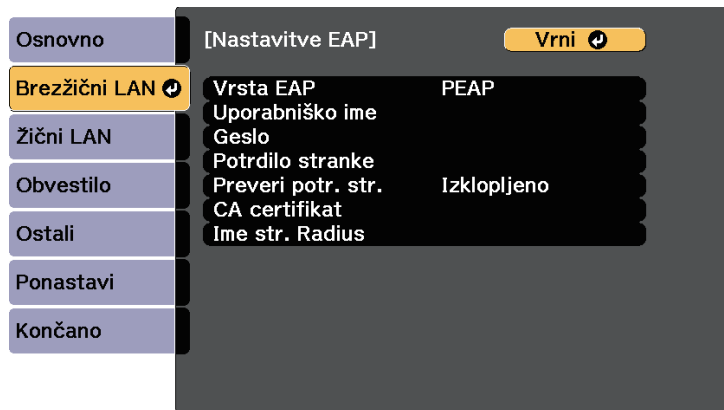 Osnovno
Brezžični LAN
Žični LAN
Obvestilo
Ostali
Ponastavi
Končano
[Nastavitve EAP] Vrni
Vrsta EAP PEAP
Uporabniško ime
Geslo
Potrdilo stranke
Preveri potr. str. Izklopljeno
CA certifikat
Ime str. Radius